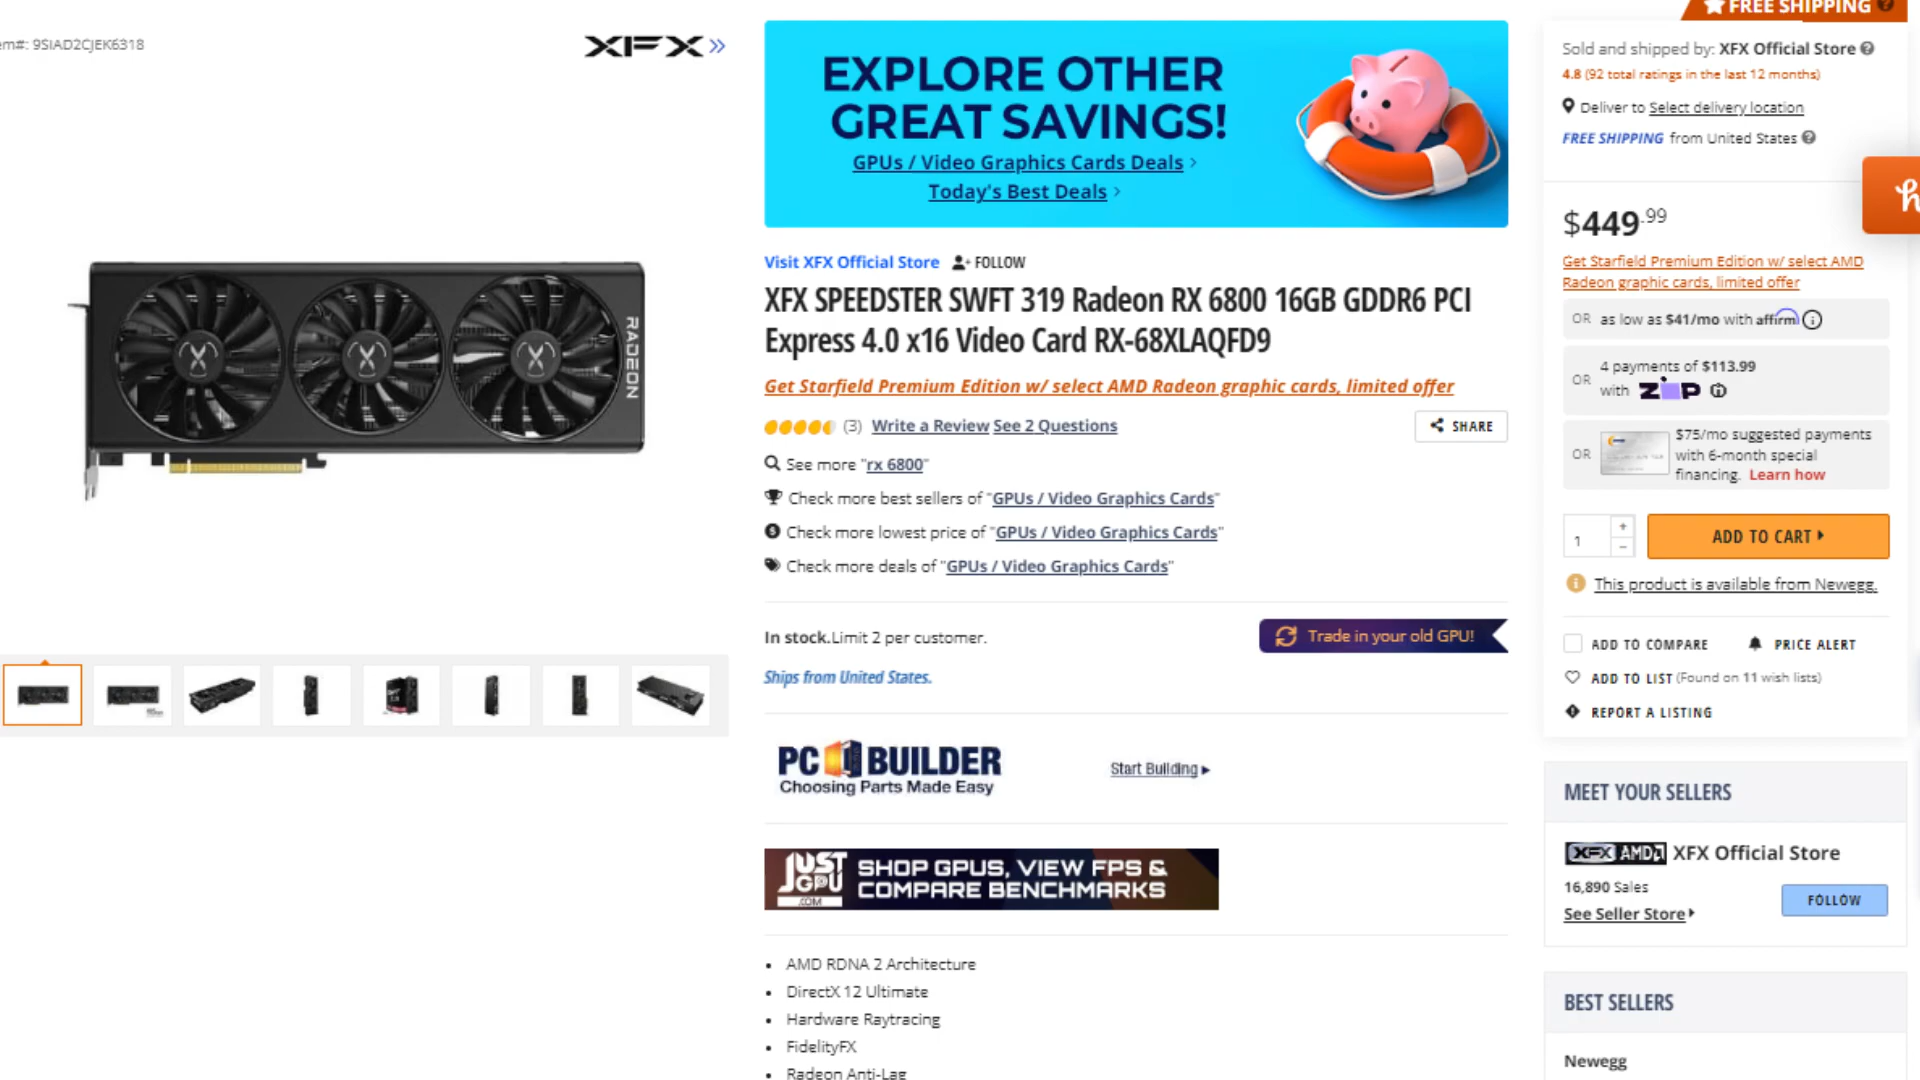 em#: 9SIAD2CJEK6318
XFX
RADEON
EXPLORE OTHER
GREAT SAVINGS!
GPUs / Video Graphics Cards Deals
Today's Best Deals
Visit XFX Official Store FOLLOW
XFX SPEEDSTER SWFT 319 Radeon RX 6800 16GB GDDR6 PCI
Express 4.0 x16 Video Card RX-68XLAQFD9
Get Starfield Premium Edition w/ select AMD Radeon graphic cards, limited offer
(3) Write a Review See 2 Questions
SHARE
See more "rx 6800"
Check more best sellers of "GPUs / Video Graphics Cards"
Check more lowest price of "GPUs / Video Graphics Cards"
Check more deals of "GPUs / Video Graphics Cards"
In stock.Limit 2 per customer.
Trade in your old GPU!
Ships from United States.
PC BUILDER
Choosing Parts Made Easy
Start Building
JUST
GPU
.COM
SHOP GPUS, VIEW FPS &
COMPARE BENCHMARKS
• AMD RDNA 2 Architecture
• DirectX 12 Ultimate
• Hardware Raytracing
• FidelityFX
• Radeon Anti-Lag
FREE SHIPPING
Sold and shipped by: XFX Official Store
4.8 (92 total ratings in the last 12 months)
Deliver to Select delivery location
FREE SHIPPING from United States
$449.99
Get Starfield Premium Edition w/ select AMD
Radeon graphic cards, limited offer
OR as low as $41/mo with affirm
OR 4 payments of $113.99
with ZIP
OR $75/mo suggested payments
with 6-month special
financing. Learn how
1 + −
ADD TO CART
This product is available from Newegg.
ADD TO COMPARE PRICE ALERT
ADD TO LIST (Found on 11 wish lists)
REPORT A LISTING
MEET YOUR SELLERS
XFX AMD XFX Official Store
16,890 Sales
See Seller Store
FOLLOW
BEST SELLERS
Newegg